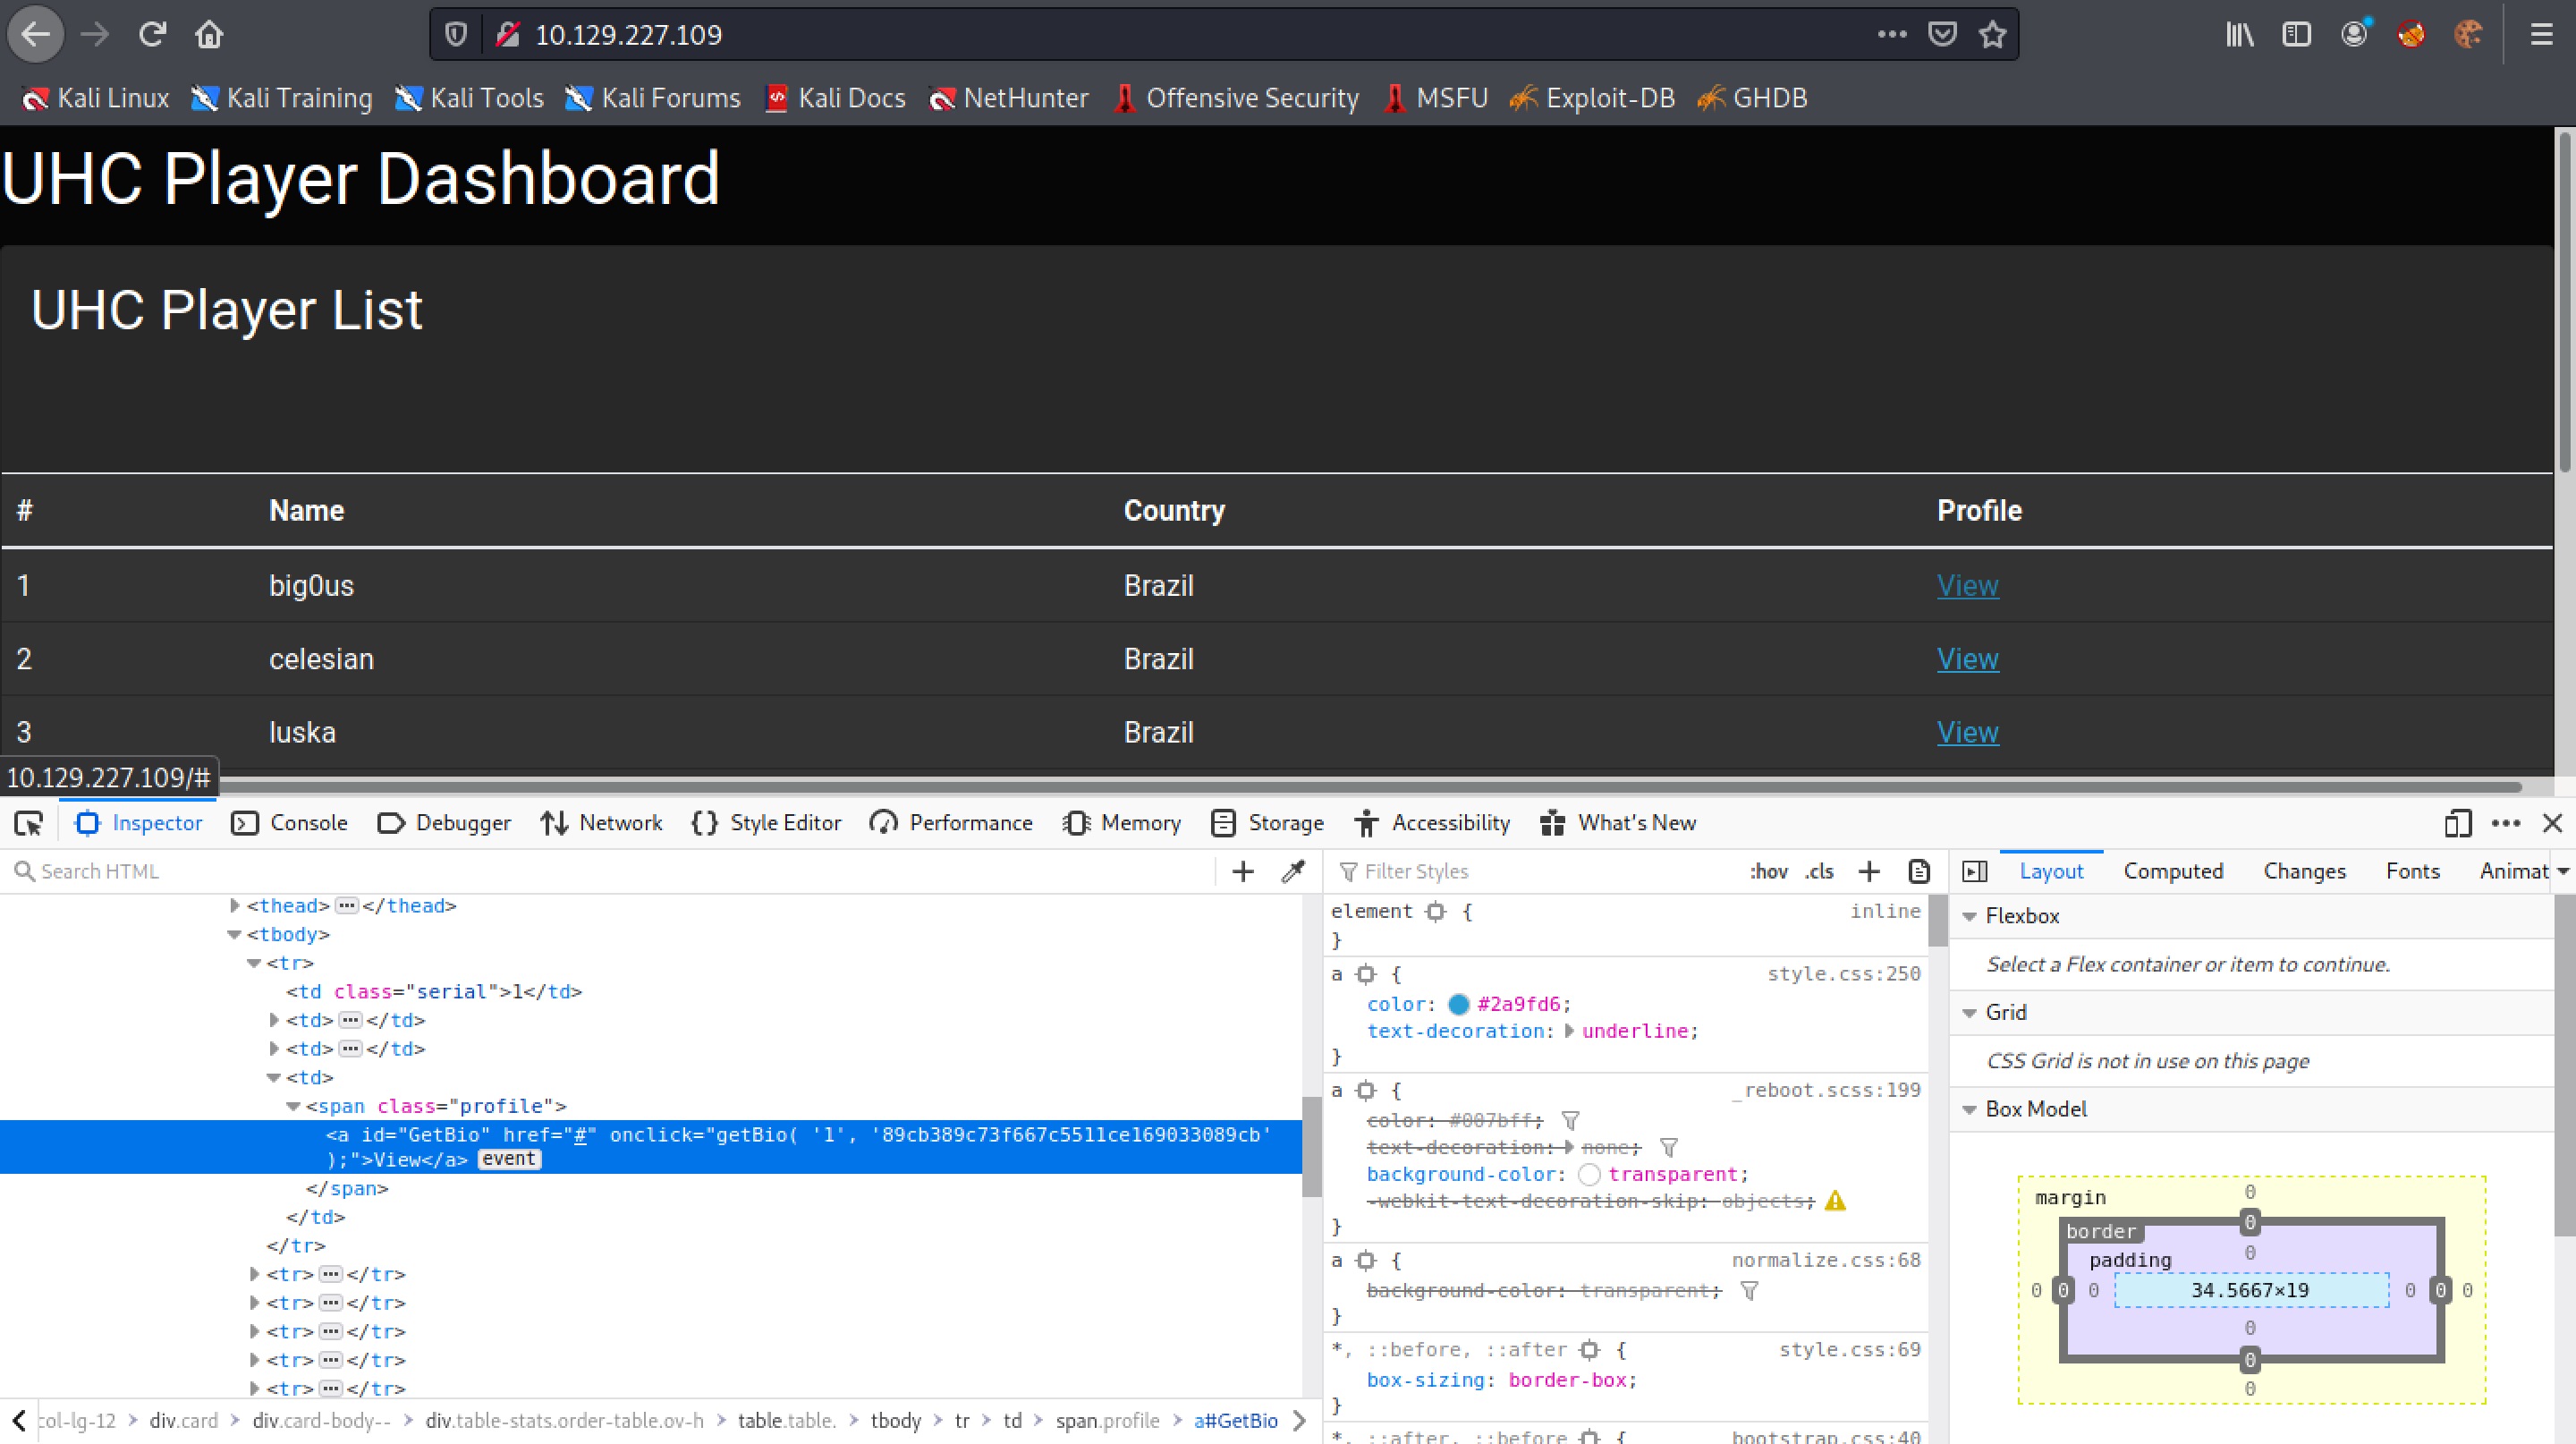 10.129.227.109
Kali Linux Kali Training Kali Tools Kali Forums Kali Docs NetHunter Offensive Security MSFU Exploit-DB GHDB
UHC Player Dashboard
UHC Player List
# Name Country Profile
1 big0us Brazil View
2 celesian Brazil View
3 luska Brazil View
10.129.227.109/#
Inspector Console Debugger Network Style Editor Performance Memory Storage Accessibility What's New
Search HTML
<thead> ··· </thead>
<tbody>
<tr>
<td class="serial">1</td>
<td> ··· </td>
<td> ··· </td>
<td>
<span class="profile">
<a id="GetBio" href="#" onclick="getBio( '1', '89cb389c73f667c5511ce169033089cb'
);">View</a> event
</span>
</td>
</tr>
<tr> ··· </tr>
<tr> ··· </tr>
<tr> ··· </tr>
<tr> ··· </tr>
<tr> ··· </tr>
col-lg-12 > div.card > div.card-body-- > div.table-stats.order-table.ov-h > table.table. > tbody > tr > td > span.profile > a#GetBio
Filter Styles :hov .cls +
element { inline
}
a { style.css:250
color: #2a9fd6;
text-decoration: underline;
}
a { _reboot.scss:199
color: #007bff;
text-decoration: none;
background-color: transparent;
-webkit-text-decoration-skip: objects;
}
a { normalize.css:68
background-color: transparent;
}
*, ::before, ::after { style.css:69
box-sizing: border-box;
}
*, ::after, ::before { bootstrap.css:40
Layout Computed Changes Fonts Animat
Flexbox
Select a Flex container or item to continue.
Grid
CSS Grid is not in use on this page
Box Model
margin 0
border 0
padding 0
0 0 0 34.5667×19 0 0 0
0
0
0